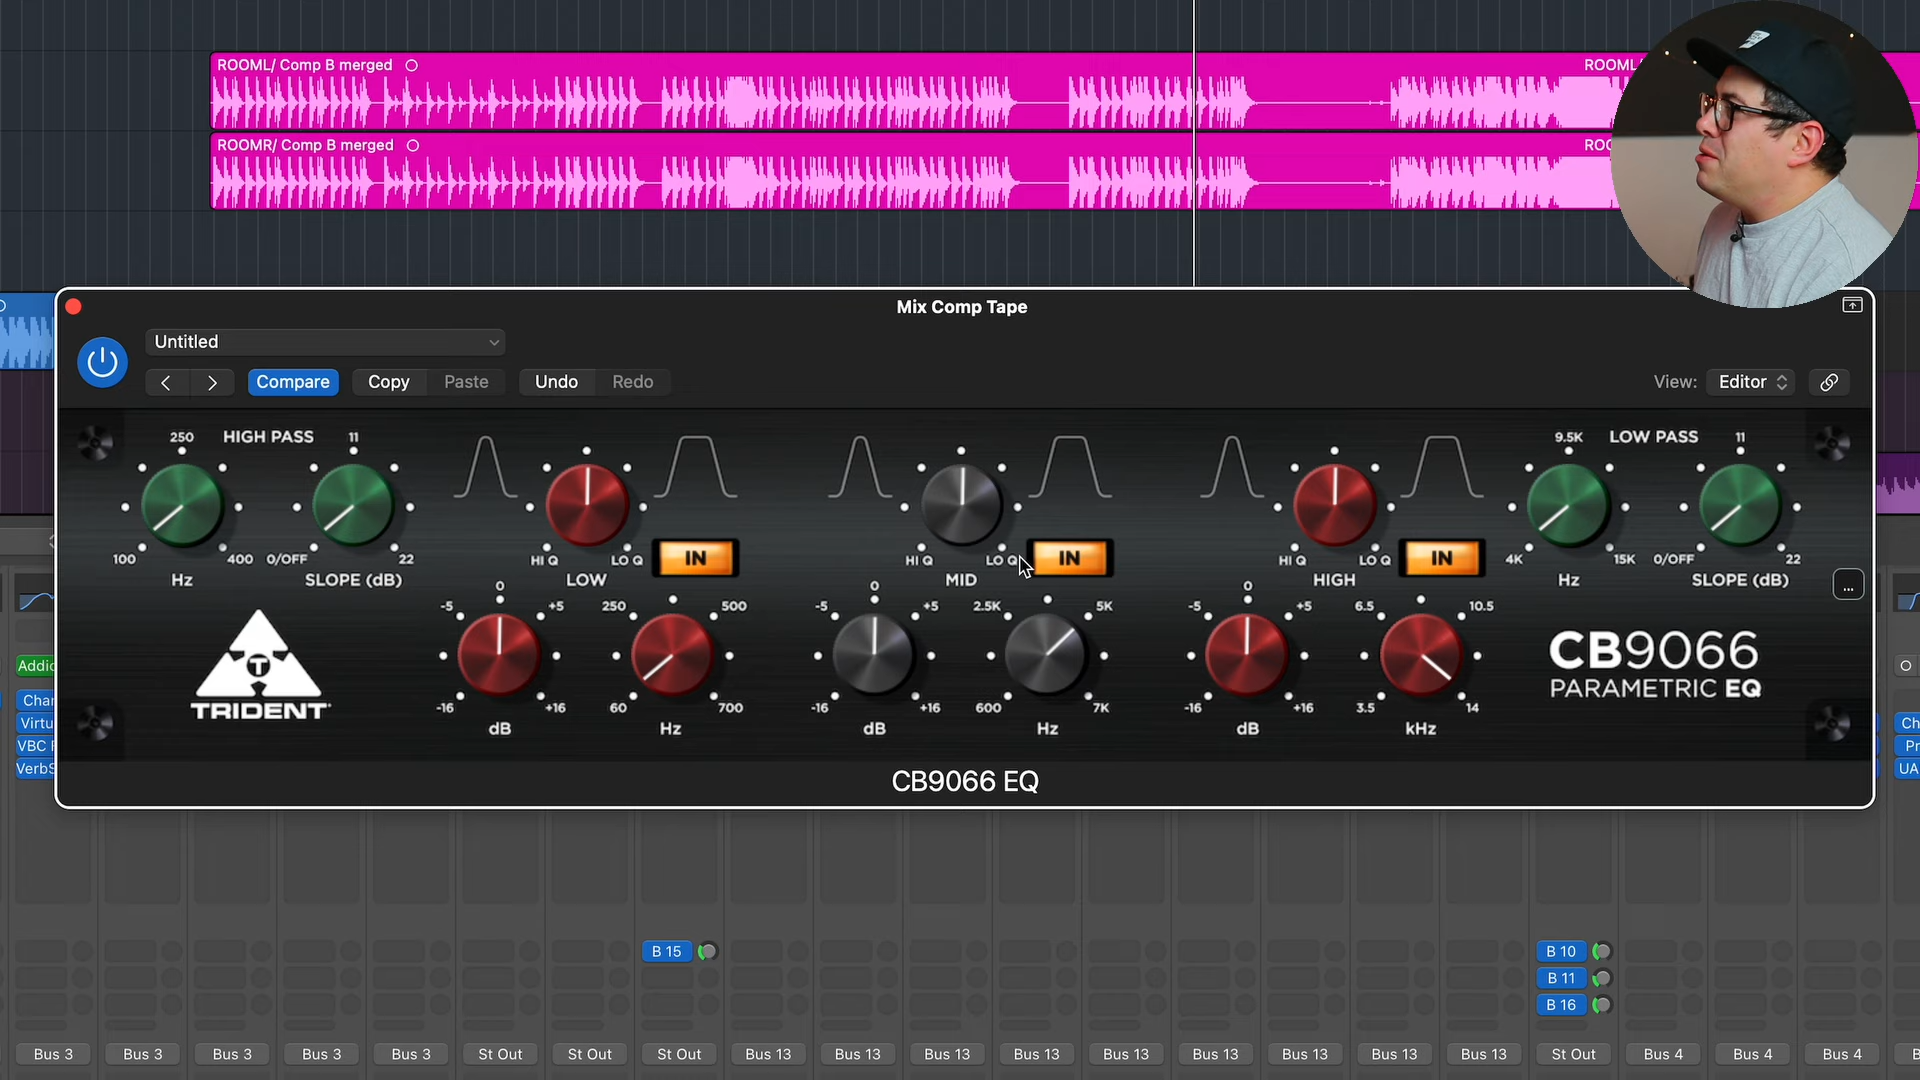 ROOML/ Comp B merged
ROOML/
ROOMR/ Comp B merged
Mix Comp Tape
Untitled
Compare Copy Paste Undo Redo
View: Editor
250 HIGH PASS 11
100 400 0/OFF 22
Hz SLOPE (dB)
HI Q LO Q IN
LOW
HI Q LO Q IN
MID
HI Q LO Q IN
HIGH
9.5K LOW PASS 11
4K 15K 0/OFF 22
Hz SLOPE (dB)
...
-5 0 +5 250 500
-16 +16 60 700
dB Hz
-5 0 +5 2.5K 5K
-16 +16 600 7K
dB Hz
-5 0 +5 6.5 10.5
-16 +16 3.5 14
dB kHz
T
TRIDENT
CB9066
PARAMETRIC EQ
CB9066 EQ
Addic
Chan
Virtu
VBC
VerbS
Ch
Pr
UA
B 15
B 10
B 11
B 16
Bus 3 Bus 3 Bus 3 Bus 3 Bus 3 St Out St Out St Out Bus 13 Bus 13 Bus 13 Bus 13 Bus 13 Bus 13 Bus 13 Bus 13 Bus 13 St Out Bus 4 Bus 4 Bus 4